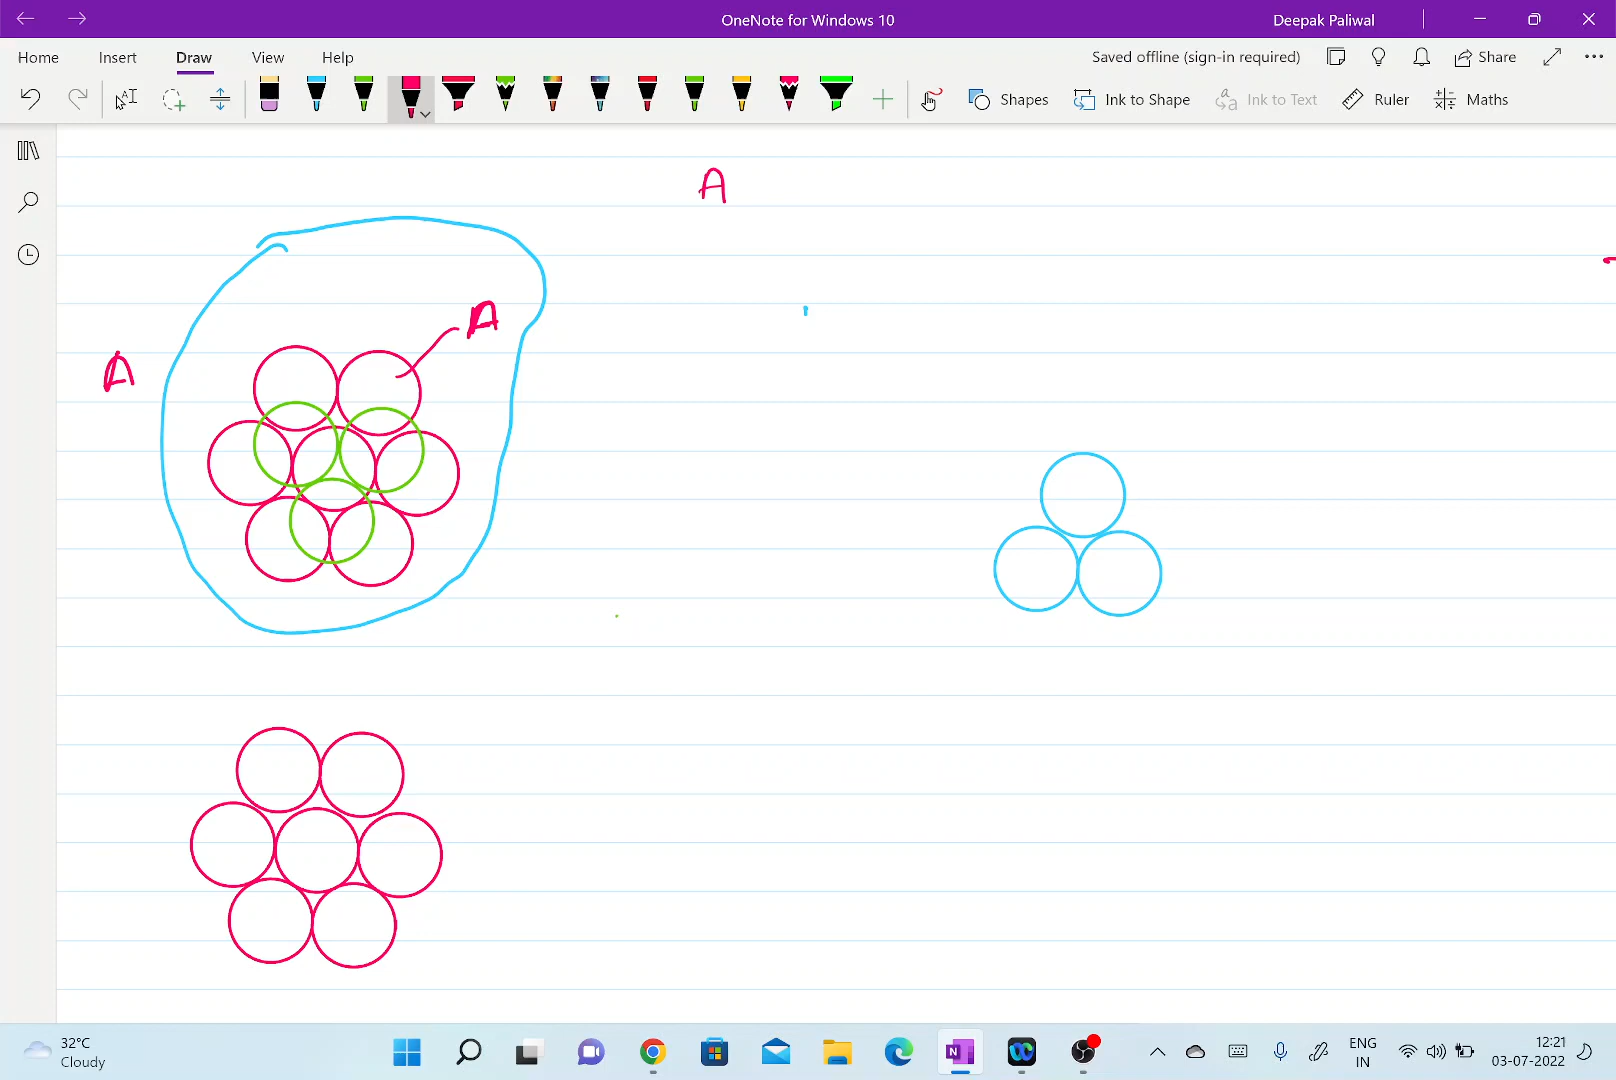 OneNote for Windows 10
Deepak Paliwal
Home Insert Draw View Help
Saved offline (sign-in required) Share
Shapes Ink to Shape Ink to Text Ruler Maths
A
A
A
32°C
Cloudy
ENG
IN
12:21
03-07-2022